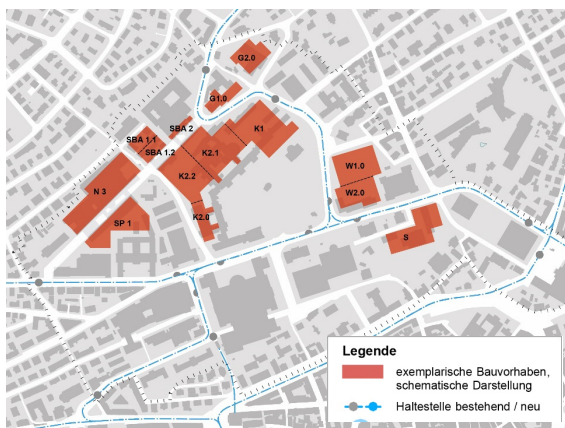 G2.0
G1.0
SBA 2
K1
SBA 1.1
SBA 1.2
K2.1
K2.2
W1.0
N 3
W2.0
K2.0
SP 1
S
Legende
exemplarische Bauvorhaben,
schematische Darstellung
Haltestelle bestehend / neu